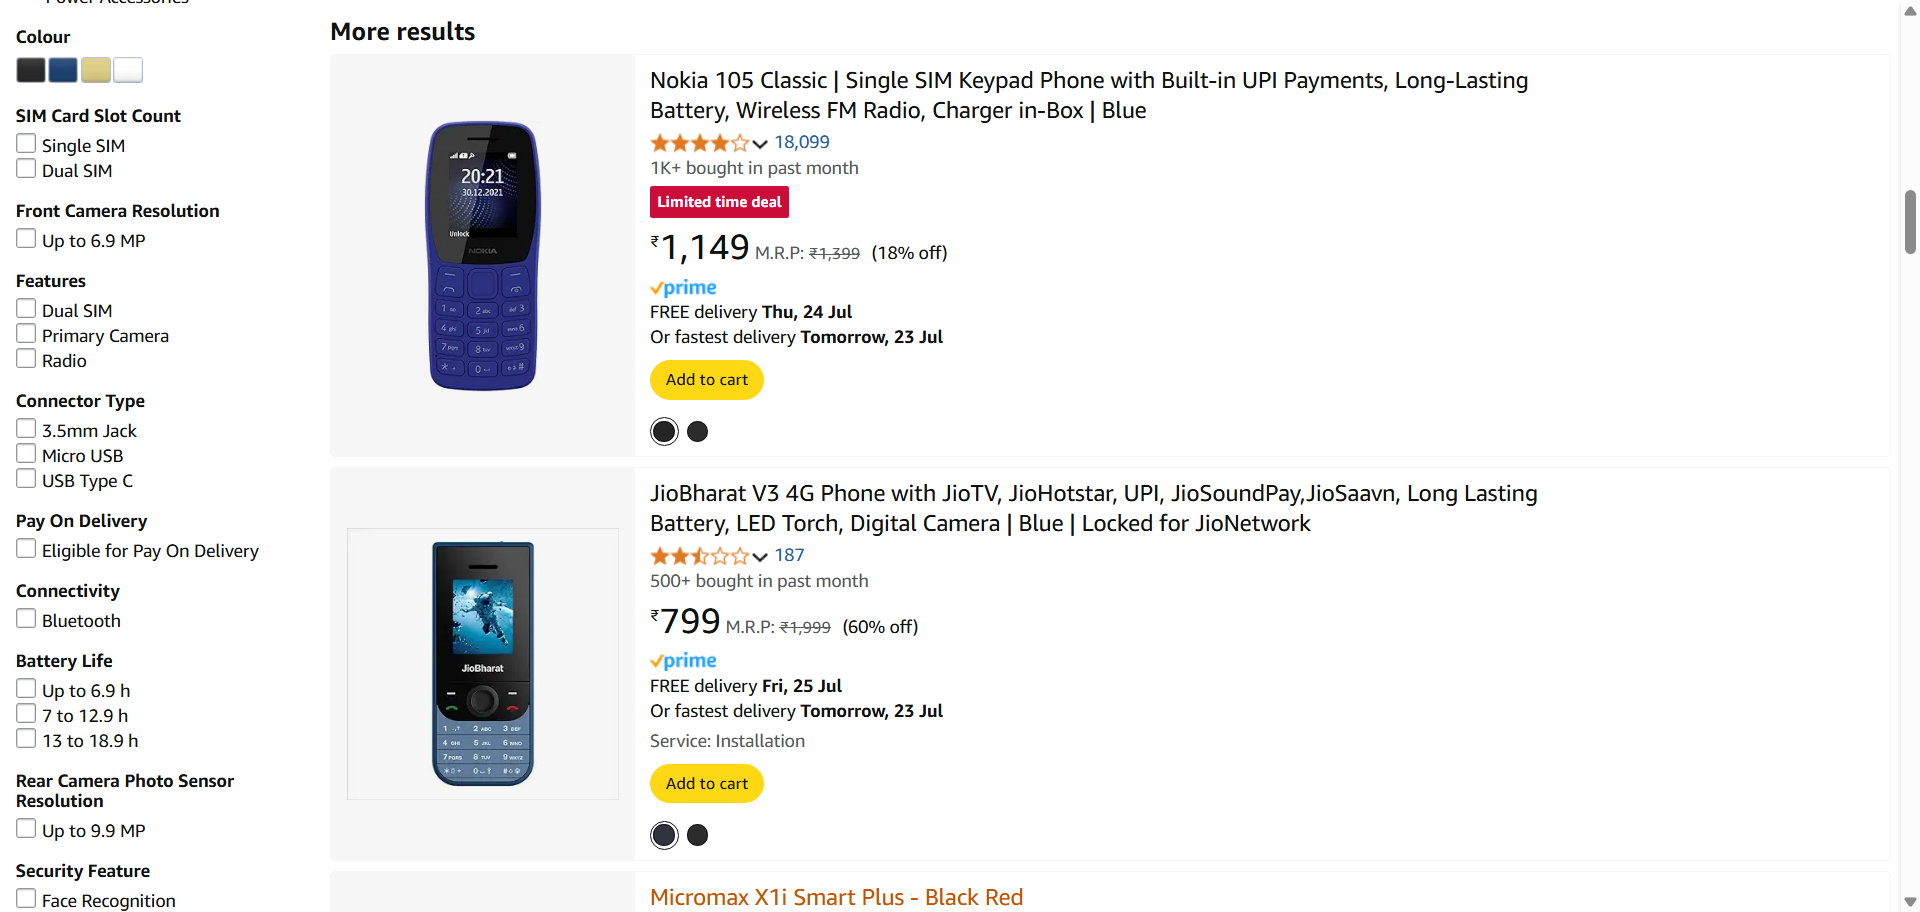 Power Accessories
Colour
SIM Card Slot Count
Single SIM
Dual SIM
Front Camera Resolution
Up to 6.9 MP
Features
Dual SIM
Primary Camera
Radio
Connector Type
3.5mm Jack
Micro USB
USB Type C
Pay On Delivery
Eligible for Pay On Delivery
Connectivity
Bluetooth
Battery Life
Up to 6.9 h
7 to 12.9 h
13 to 18.9 h
Rear Camera Photo Sensor
Resolution
Up to 9.9 MP
Security Feature
Face Recognition
More results
20:21
30.12.2021
Unlock
NOKIA
Nokia 105 Classic | Single SIM Keypad Phone with Built-in UPI Payments, Long-Lasting
Battery, Wireless FM Radio, Charger in-Box | Blue
18,099
1K+ bought in past month
Limited time deal
₹1,149 M.R.P: ₹1,399 (18% off)
prime
FREE delivery Thu, 24 Jul
Or fastest delivery Tomorrow, 23 Jul
Add to cart
JioBharat
JioBharat V3 4G Phone with JioTV, JioHotstar, UPI, JioSoundPay,JioSaavn, Long Lasting
Battery, LED Torch, Digital Camera | Blue | Locked for JioNetwork
187
500+ bought in past month
₹799 M.R.P: ₹1,999 (60% off)
prime
FREE delivery Fri, 25 Jul
Or fastest delivery Tomorrow, 23 Jul
Service: Installation
Add to cart
Micromax X1i Smart Plus - Black Red